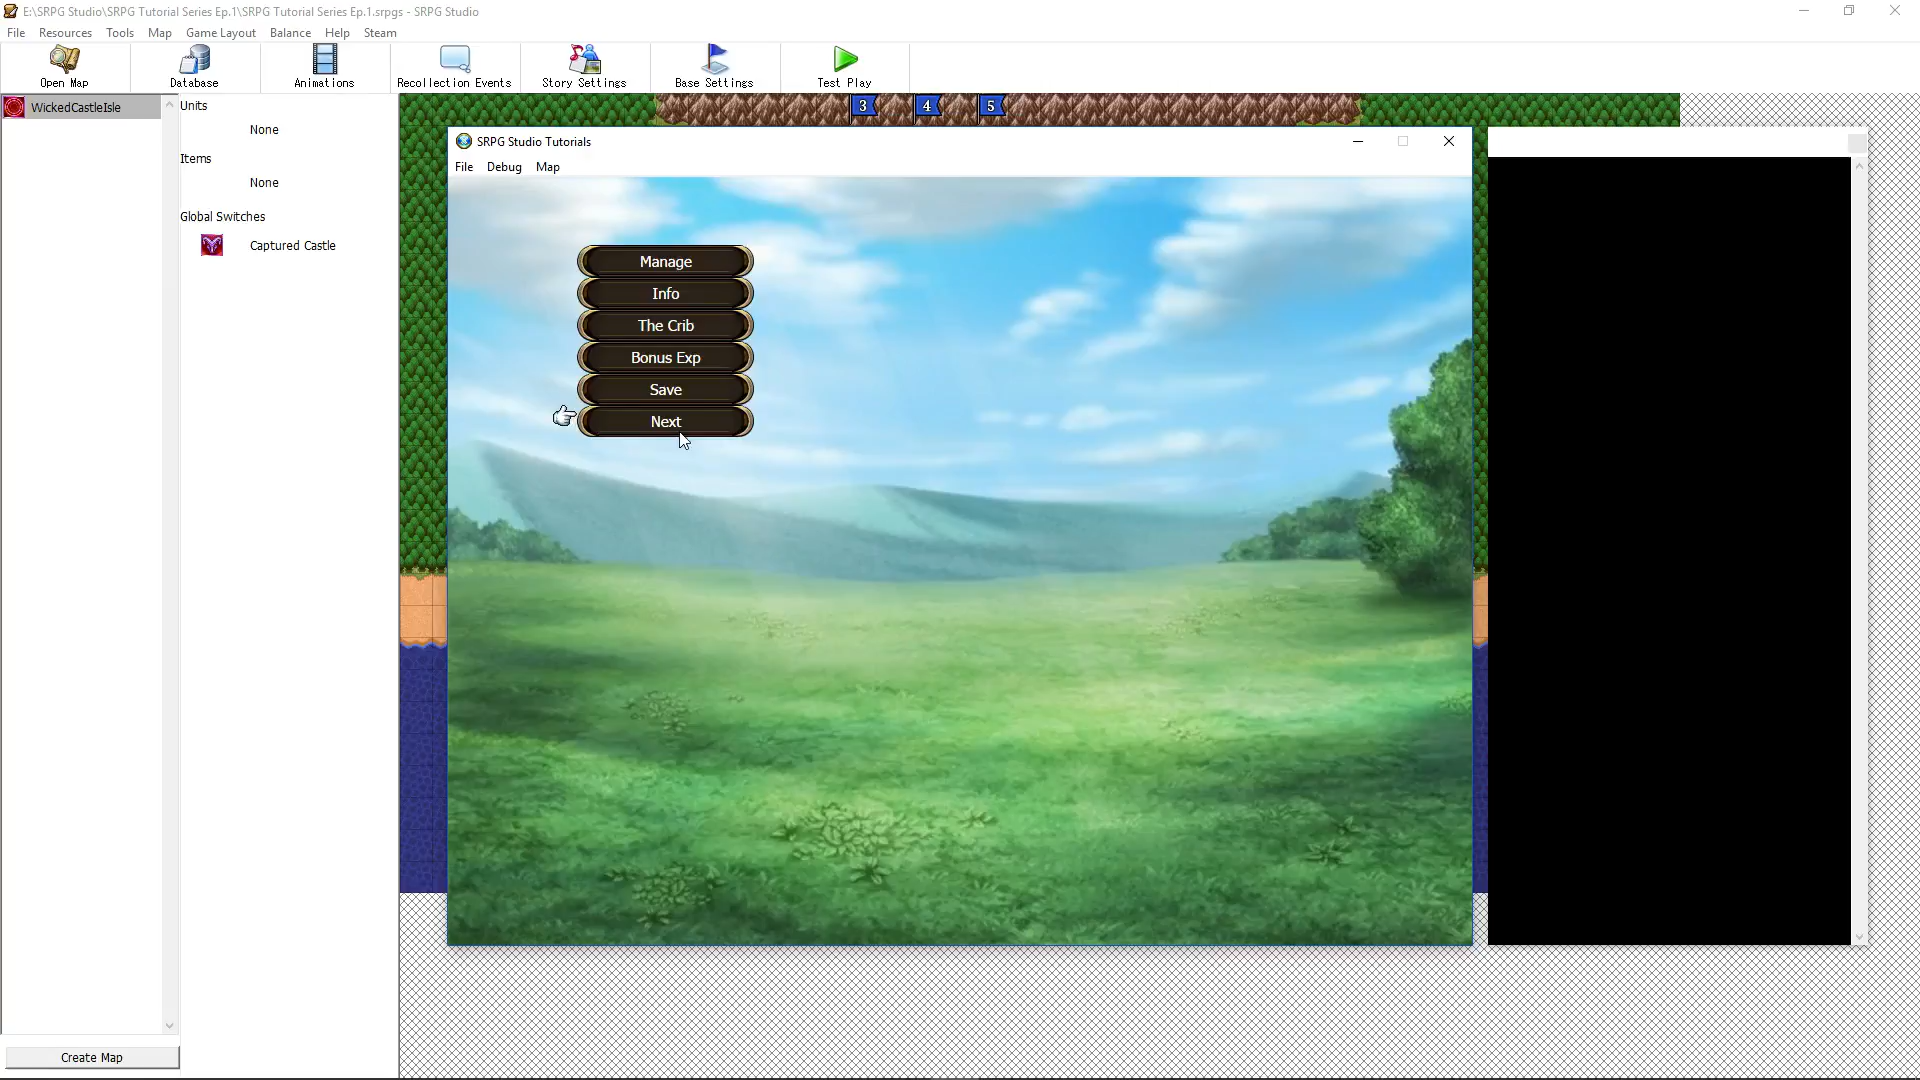 E:\SRPG Studio\SRPG Tutorial Series Ep.1\SRPG Tutorial Series Ep.1.srpgs - SRPG Studio
File Resources Tools Map Game Layout Balance Help Steam
Open Map Database Animations Recollection Events Story Settings Base Settings Test Play
WickedCastleIsle
Units
None
Items
None
Global Switches
Captured Castle
3 4 5
SRPG Studio Tutorials
File Debug Map
Manage
Info
The Crib
Bonus Exp
Save
Next
Create Map